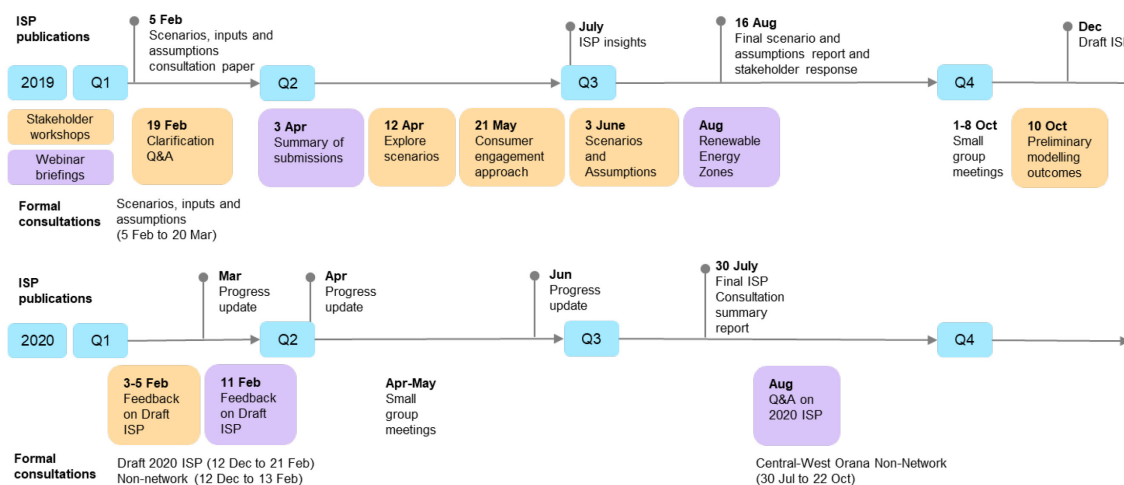 ISP
publications
5 Feb
Scenarios, inputs and
assumptions
consultation paper
July
ISP insights
16 Aug
Final scenario and
assumptions report and
stakeholder response
Dec
Draft ISP
2019
Q1
Q2
Q3
Q4
Stakeholder
workshops
Webinar
briefings
19 Feb
Clarification
Q&A
3 Apr
Summary of
submissions
12 Apr
Explore
scenarios
21 May
Consumer
engagement
approach
3 June
Scenarios
and
Assumptions
Aug
Renewable
Energy
Zones
1-8 Oct
Small
group
meetings
10 Oct
Preliminary
modelling
outcomes
Formal
consultations
Scenarios, inputs and
assumptions
(5 Feb to 20 Mar)
ISP
publications
Mar
Progress
update
Apr
Progress
update
Jun
Progress
update
30 July
Final ISP
Consultation
summary
report
2020
Q1
Q2
Q3
Q4
3-5 Feb
Feedback
on Draft
ISP
11 Feb
Feedback
on Draft
ISP
Apr-May
Small
group
meetings
Aug
Q&A on
2020 ISP
Formal
consultations
Draft 2020 ISP (12 Dec to 21 Feb)
Non-network (12 Dec to 13 Feb)
Central-West Orana Non-Network
(30 Jul to 22 Oct)